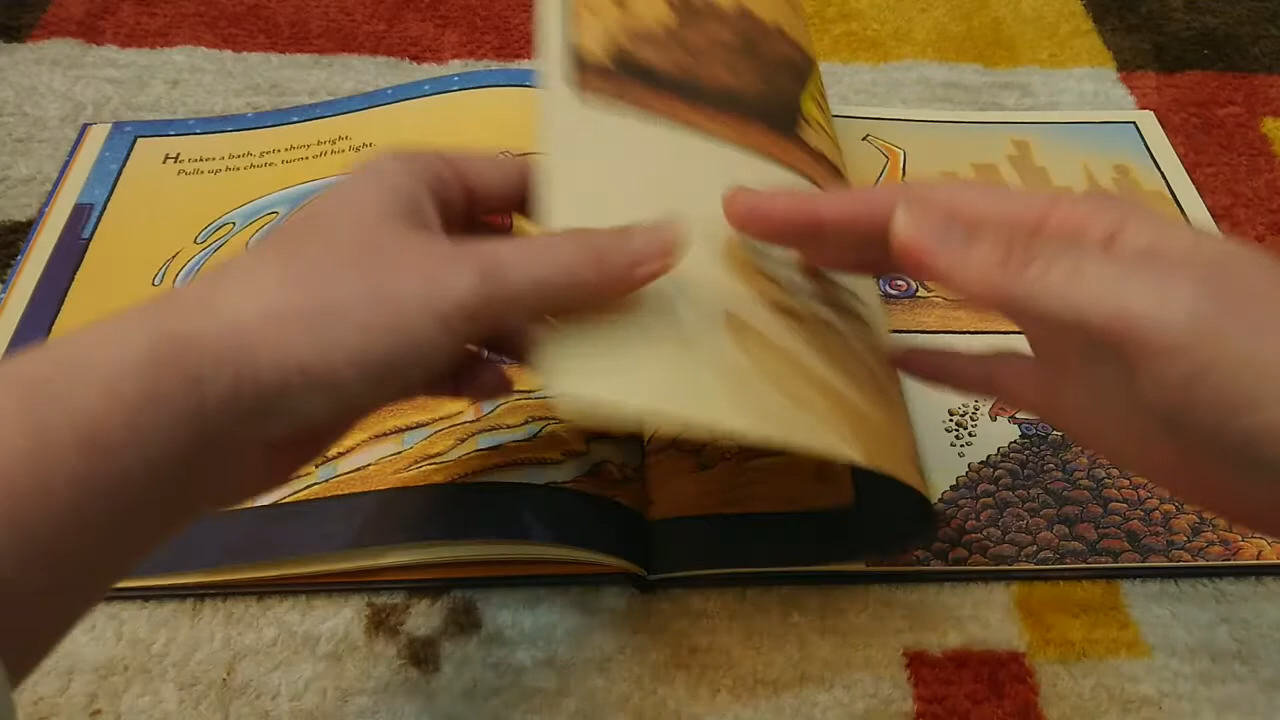 He takes a bath, gets shiny-bright,
Pulls up his chute, turns off his light.